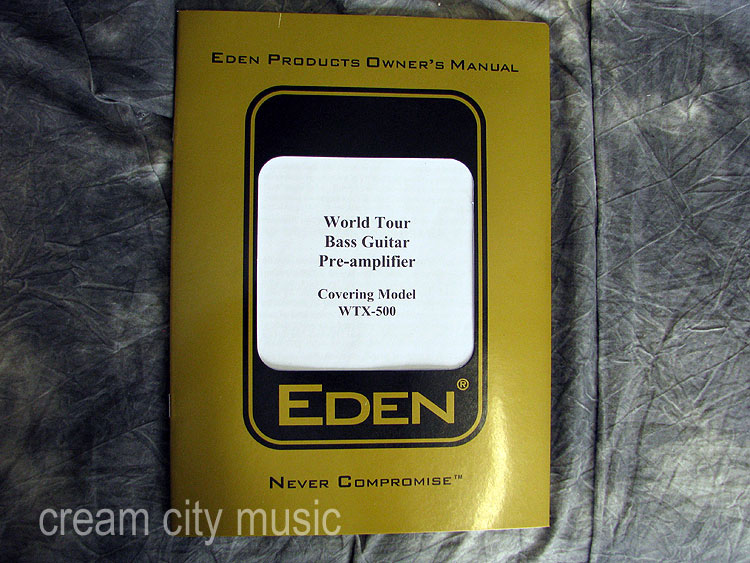 EDEN PRODUCTS OWNER'S MANUAL
World Tour
Bass Guitar
Pre-amplifier
Covering Model
WTX-500
EDEN®
NEVER COMPROMISE™
cream city music